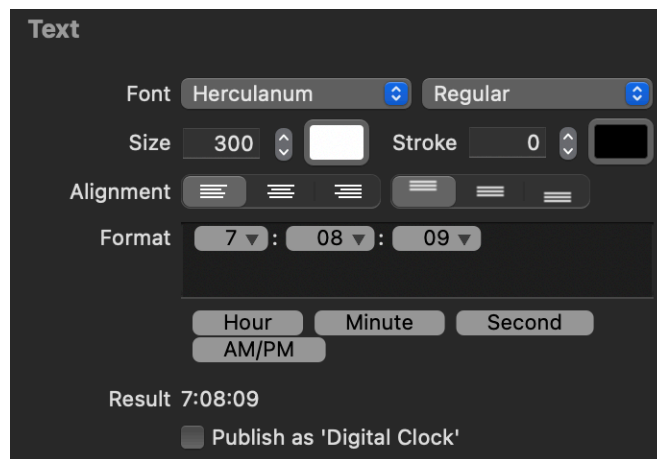 Text
Font Herculanum Regular
Size 300 Stroke 0
Alignment
Format 7 : 08 : 09
Hour Minute Second
AM/PM
Result 7:08:09
Publish as 'Digital Clock'